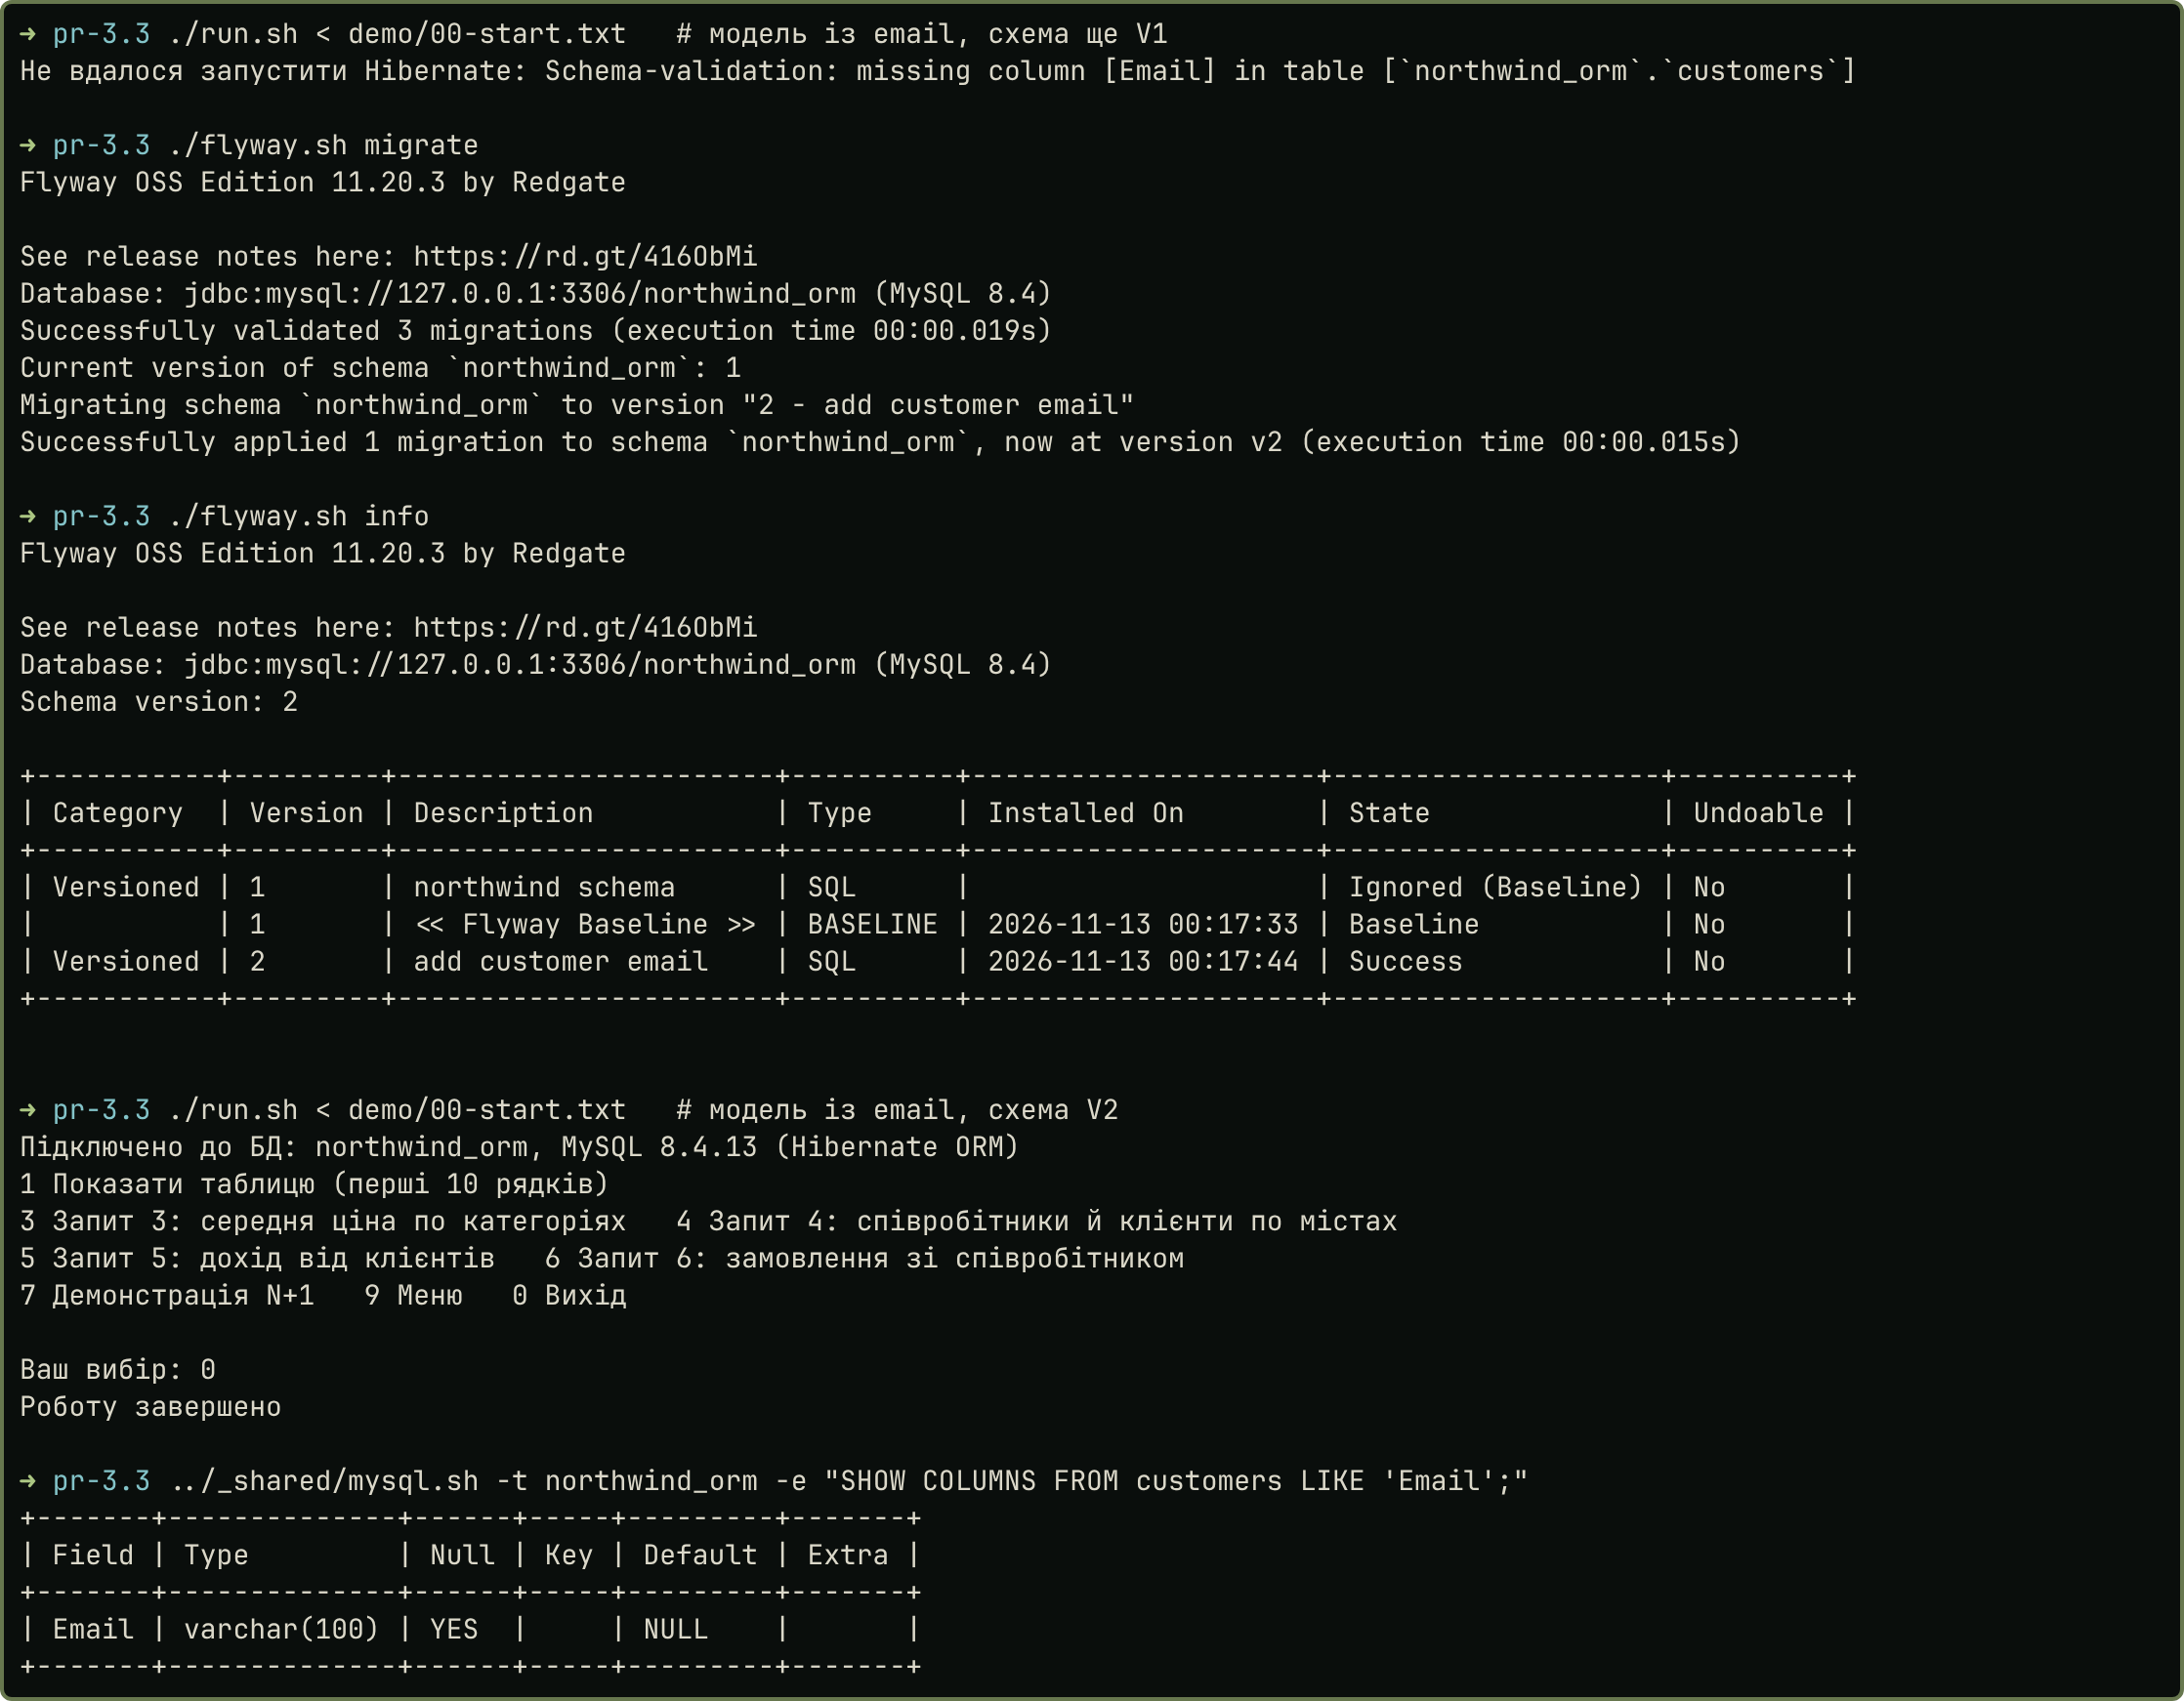 ➜ pr-3.3 ./run.sh < demo/00-start.txt   # модель із email, схема ще V1
Не вдалося запустити Hibernate: Schema-validation: missing column [Email] in table [`northwind_orm`.`customers`]

➜ pr-3.3 ./flyway.sh migrate
Flyway OSS Edition 11.20.3 by Redgate

See release notes here: https://rd.gt/416ObMi
Database: jdbc:mysql://127.0.0.1:3306/northwind_orm (MySQL 8.4)
Successfully validated 3 migrations (execution time 00:00.019s)
Current version of schema `northwind_orm`: 1
Migrating schema `northwind_orm` to version "2 - add customer email"
Successfully applied 1 migration to schema `northwind_orm`, now at version v2 (execution time 00:00.015s)

➜ pr-3.3 ./flyway.sh info
Flyway OSS Edition 11.20.3 by Redgate

See release notes here: https://rd.gt/416ObMi
Database: jdbc:mysql://127.0.0.1:3306/northwind_orm (MySQL 8.4)
Schema version: 2

+-----------+---------+-----------------------+----------+---------------------+--------------------+----------+
| Category  | Version | Description           | Type     | Installed On        | State              | Undoable |
+-----------+---------+-----------------------+----------+---------------------+--------------------+----------+
| Versioned | 1       | northwind schema      | SQL      |                     | Ignored (Baseline) | No       |
|           | 1       | << Flyway Baseline >> | BASELINE | 2026-11-13 00:17:33 | Baseline           | No       |
| Versioned | 2       | add customer email    | SQL      | 2026-11-13 00:17:44 | Success            | No       |
+-----------+---------+-----------------------+----------+---------------------+--------------------+----------+

➜ pr-3.3 ./run.sh < demo/00-start.txt   # модель із email, схема V2
Підключено до БД: northwind_orm, MySQL 8.4.13 (Hibernate ORM)
1 Показати таблицю (перші 10 рядків)
3 Запит 3: середня ціна по категоріях   4 Запит 4: співробітники й клієнти по містах
5 Запит 5: дохід від клієнтів   6 Запит 6: замовлення зі співробітником
7 Демонстрація N+1   9 Меню   0 Вихід

Ваш вибір: 0
Роботу завершено

➜ pr-3.3 ../_shared/mysql.sh -t northwind_orm -e "SHOW COLUMNS FROM customers LIKE 'Email';"
+-------+--------------+------+-----+---------+-------+
| Field | Type         | Null | Key | Default | Extra |
+-------+--------------+------+-----+---------+-------+
| Email | varchar(100) | YES  |     | NULL    |       |
+-------+--------------+------+-----+---------+-------+